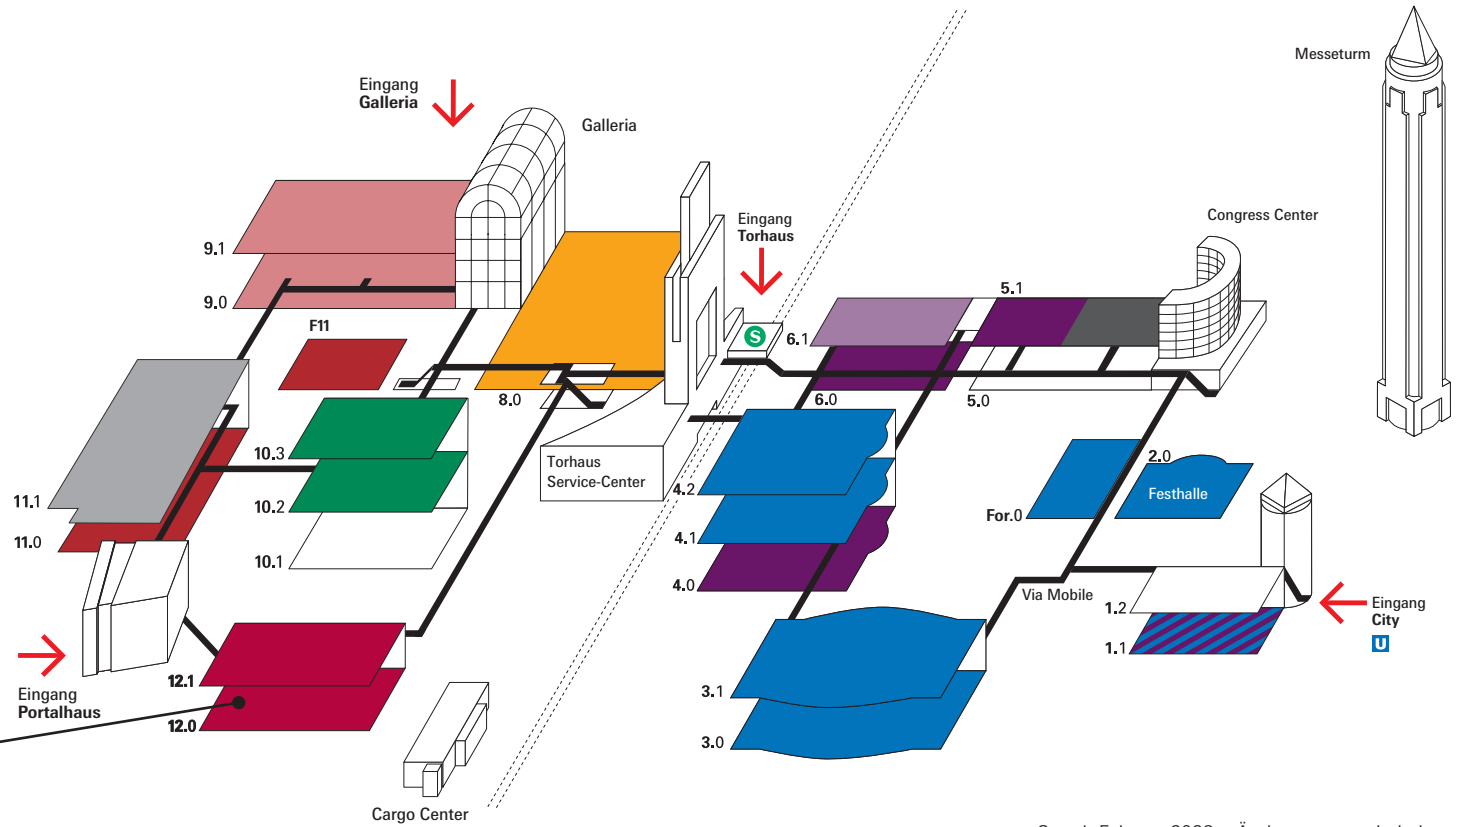 Messeturm
Eingang
Galleria
Galleria
Eingang
Torhaus
Congress Center
9.1
9.0
F11
S
6.1
5.1
8.0
6.0
5.0
10.3
10.2
10.1
11.1
11.0
Torhaus
Service-Center
4.2
4.1
4.0
2.0
Festhalle
For.0
Via Mobile
1.2
1.1
Eingang
City
U
Eingang
Portalhaus
12.1
12.0
3.1
3.0
Cargo Center